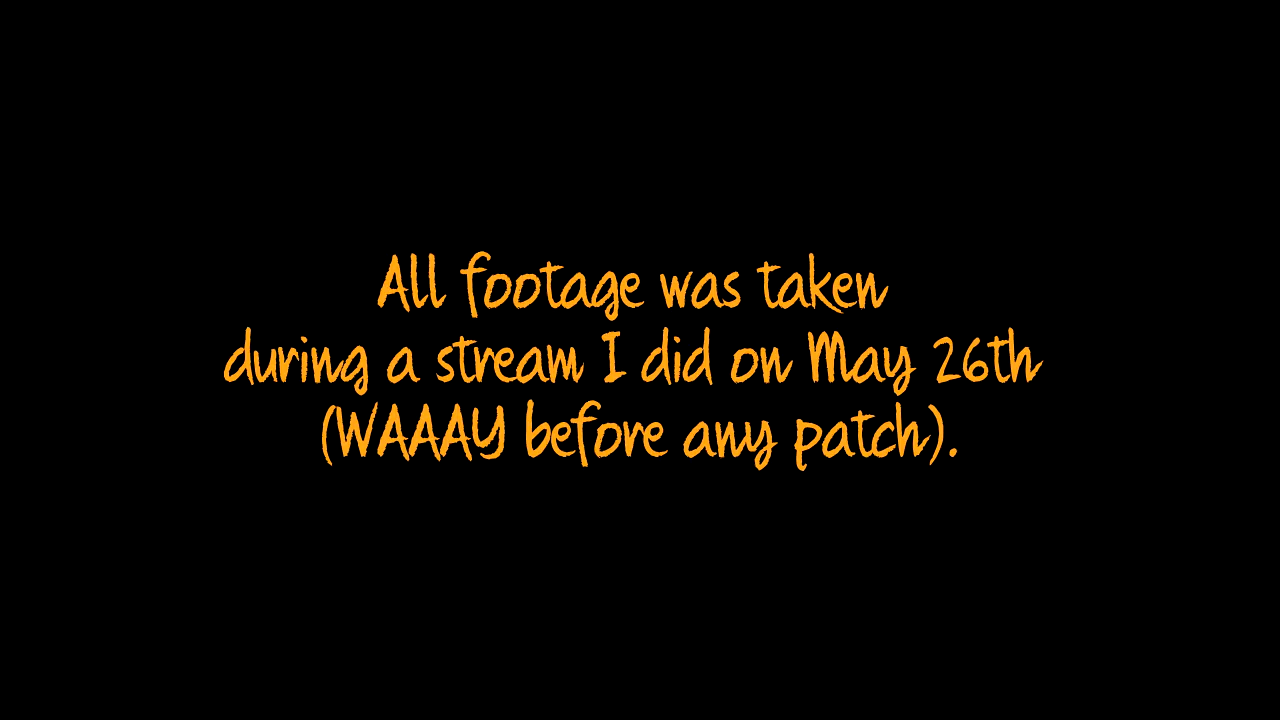 All footage was taken
during a stream I did on May 26th
(WAAAY before any patch).